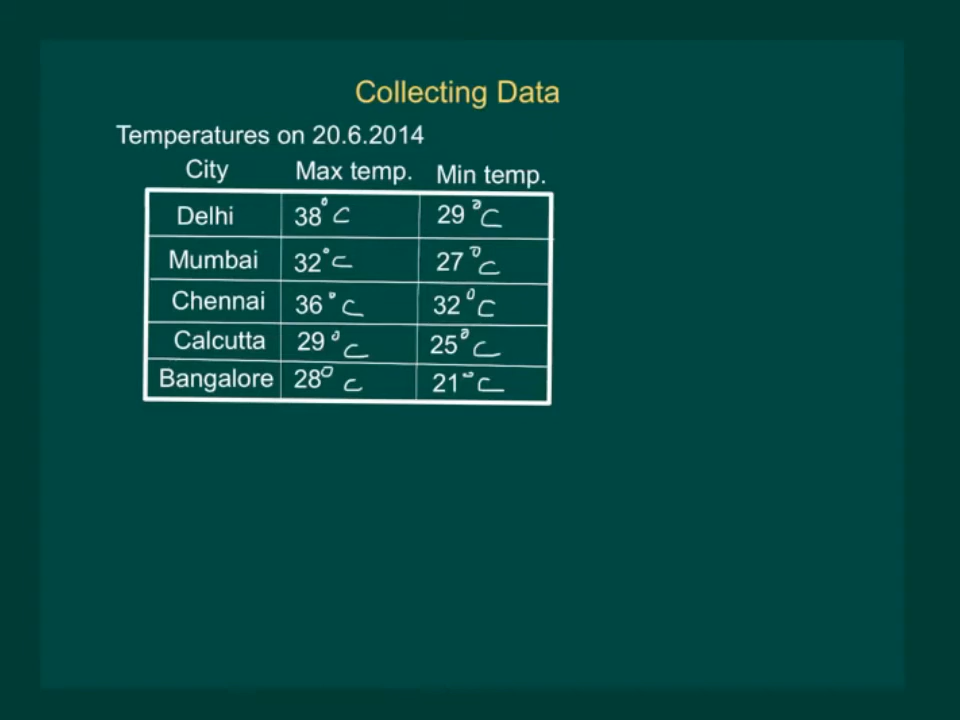 Collecting Data
Temperatures on 20.6.2014
City Max temp. Min temp.
Delhi 38°C 29°C
Mumbai 32°C 27°C
Chennai 36°C 32°C
Calcutta 29°C 25°C
Bangalore 28°C 21°C